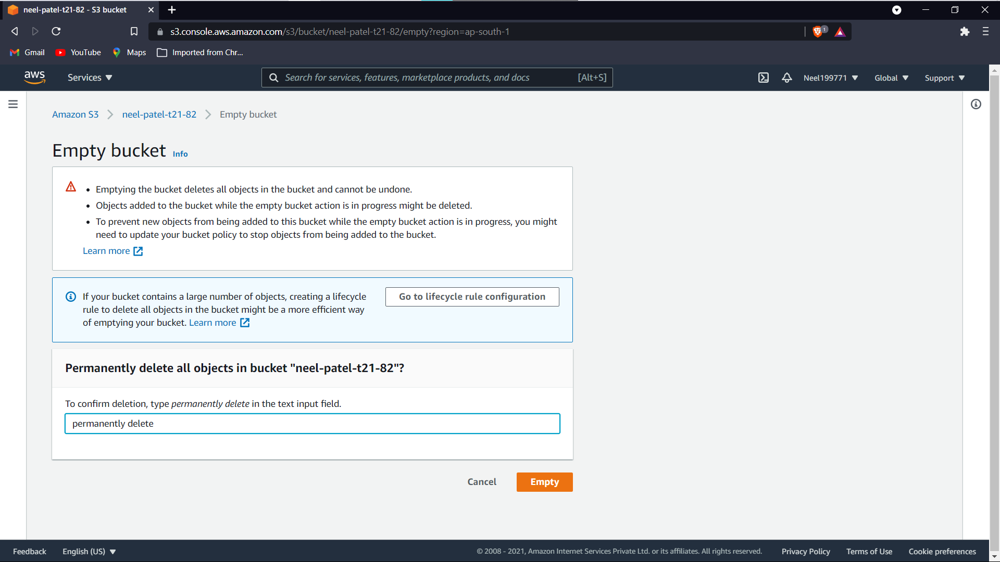 neel-patel-t21-82 - S3 bucket
s3.console.aws.amazon.com/s3/bucket/neel-patel-t21-82/empty?region=ap-south-1
1
Gmail YouTube Maps Imported from Chr...
aws Services Search for services, features, marketplace products, and docs [Alt+S] Neel199771 Global Support
Amazon S3 neel-patel-t21-82 Empty bucket
Empty bucket Info
• Emptying the bucket deletes all objects in the bucket and cannot be undone.
• Objects added to the bucket while the empty bucket action is in progress might be deleted.
• To prevent new objects from being added to this bucket while the empty bucket action is in progress, you might
need to update your bucket policy to stop objects from being added to the bucket.
Learn more
If your bucket contains a large number of objects, creating a lifecycle
rule to delete all objects in the bucket might be a more efficient way
of emptying your bucket. Learn more
Go to lifecycle rule configuration
Permanently delete all objects in bucket "neel-patel-t21-82"?
To confirm deletion, type permanently delete in the text input field.
permanently delete
Cancel Empty
Feedback English (US) © 2008 - 2021, Amazon Internet Services Private Ltd. or its affiliates. All rights reserved. Privacy Policy Terms of Use Cookie preferences